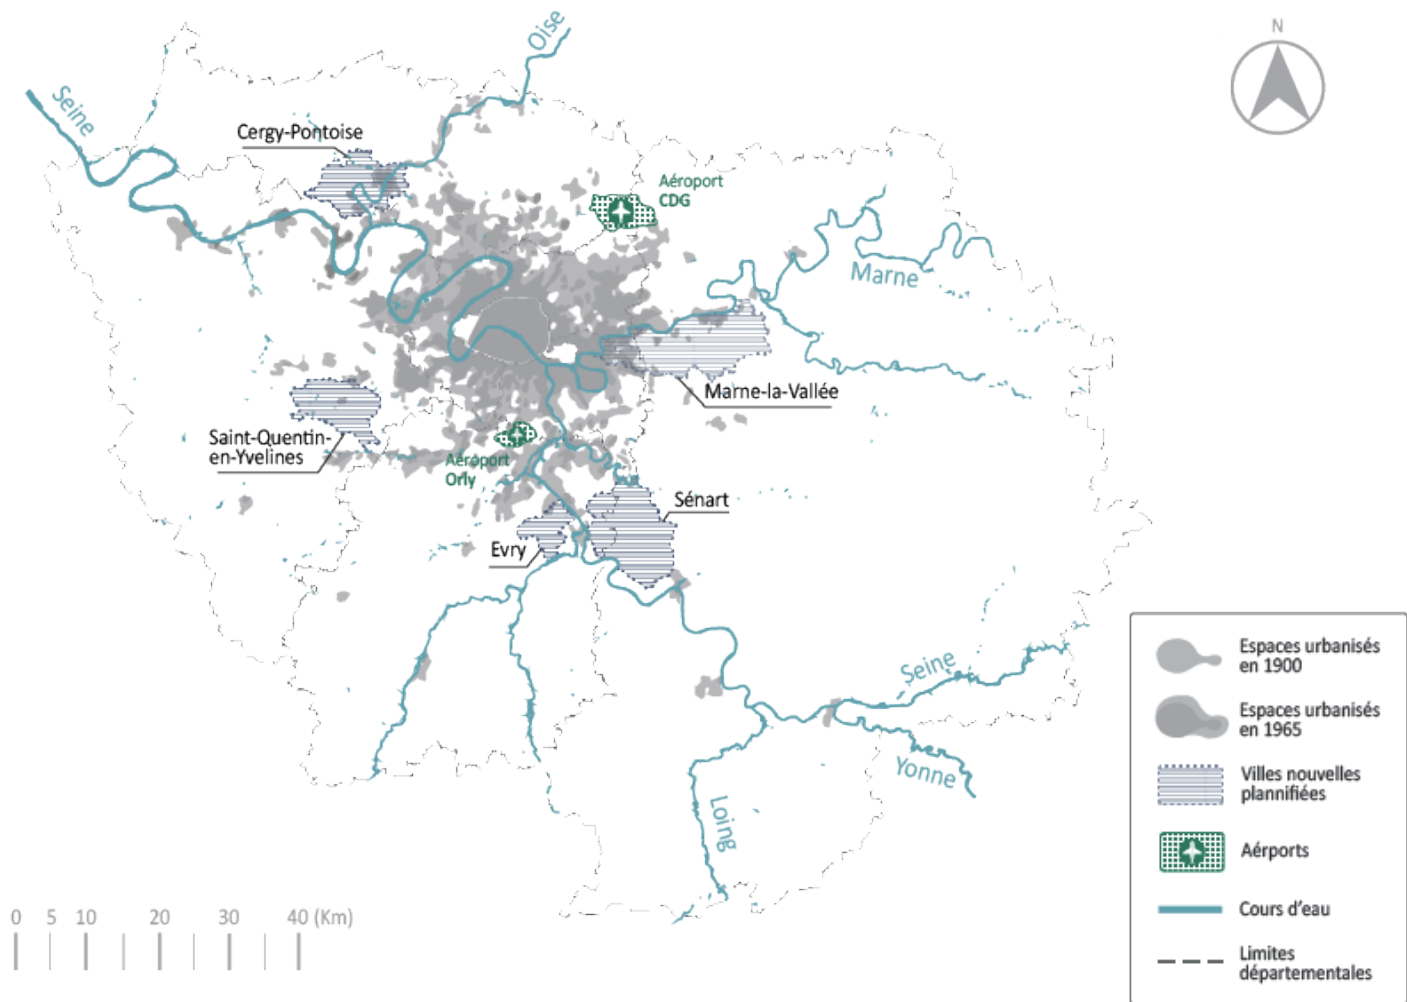 N
Oise
Seine
Cergy-Pontoise
Aéroport
CDG
Marne
Marne-la-Vallée
Saint-Quentin-
en-Yvelines
Aéroport
Orly
Sénart
Evry
Seine
Yonne
Loing
0 5 10 20 30 40 (Km)
Espaces urbanisés
en 1900
Espaces urbanisés
en 1965
Villes nouvelles
plannifiées
Aérports
Cours d'eau
Limites
départementales